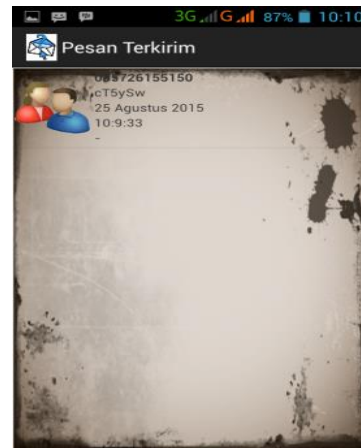 3G G 87% 10:10
Pesan Terkirim
085726155150
cT5ySw
25 Agustus 2015
10:9:33
-